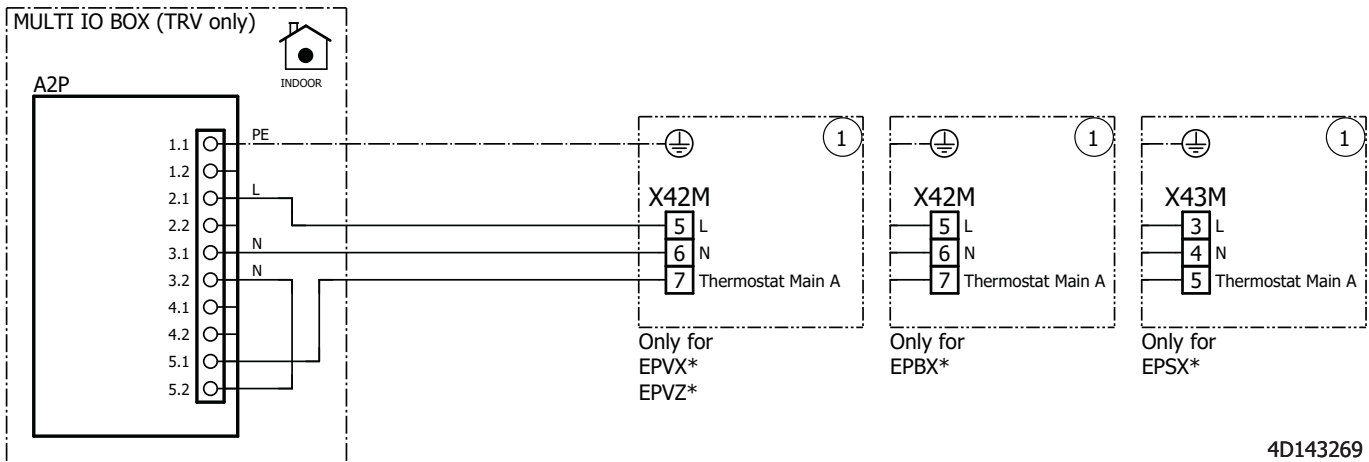 MULTI IO BOX (TRV only)
INDOOR
A2P
1.1
1.2
2.1
2.2
3.1
3.2
4.1
4.2
5.1
5.2
PE
L
N
N
1
X42M
5 L
6 N
7 Thermostat Main A
Only for
EPVX*
EPVZ*
1
X42M
5 L
6 N
7 Thermostat Main A
Only for
EPBX*
1
X43M
3 L
4 N
5 Thermostat Main A
Only for
EPSX*
4D143269